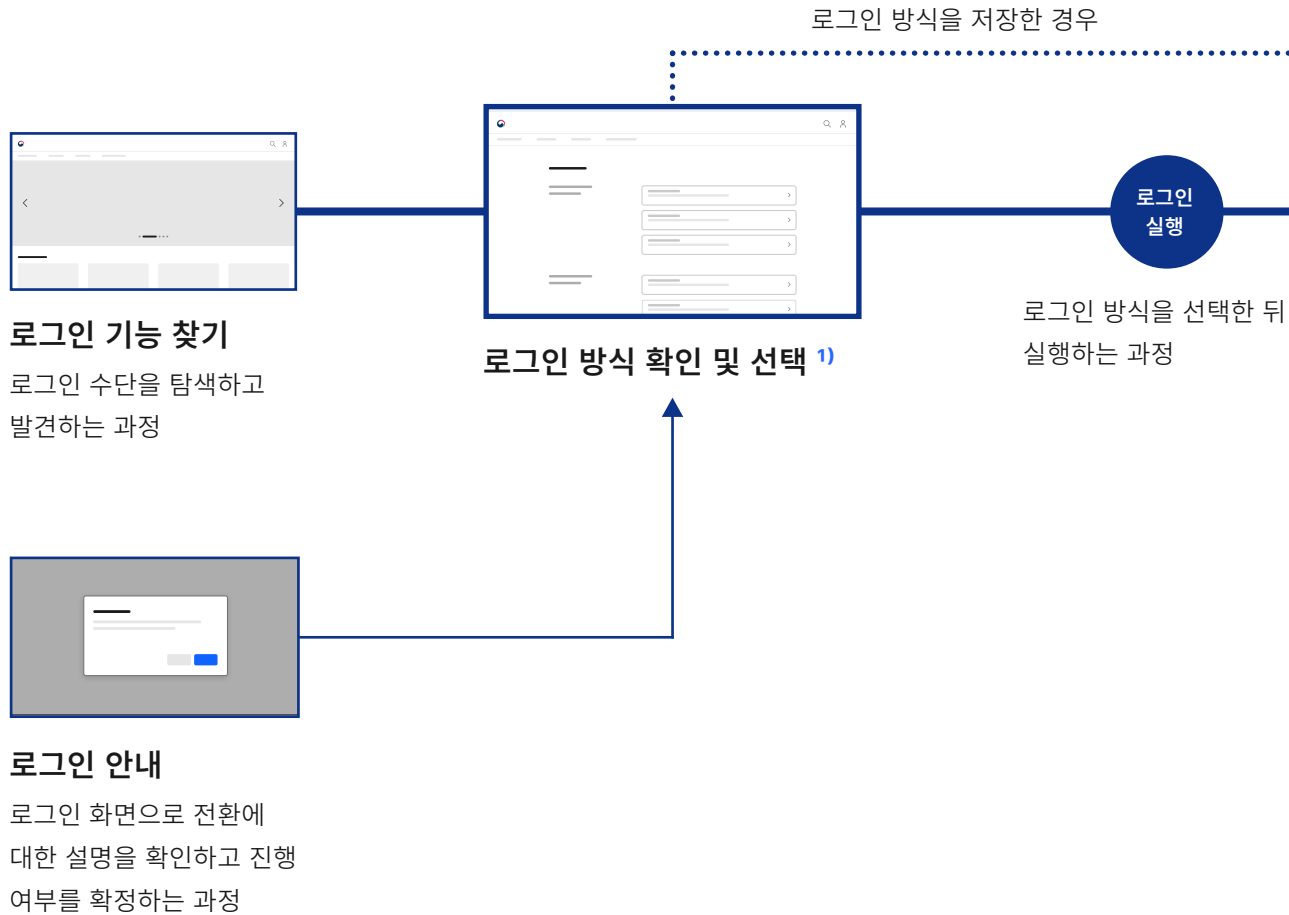 로그인 방식을 저장한 경우
로그인 기능 찾기
로그인 수단을 탐색하고
발견하는 과정
로그인 방식 확인 및 선택 1)
로그인
실행
로그인 방식을 선택한 뒤
실행하는 과정
로그인 안내
로그인 화면으로 전환에
대한 설명을 확인하고 진행
여부를 확정하는 과정